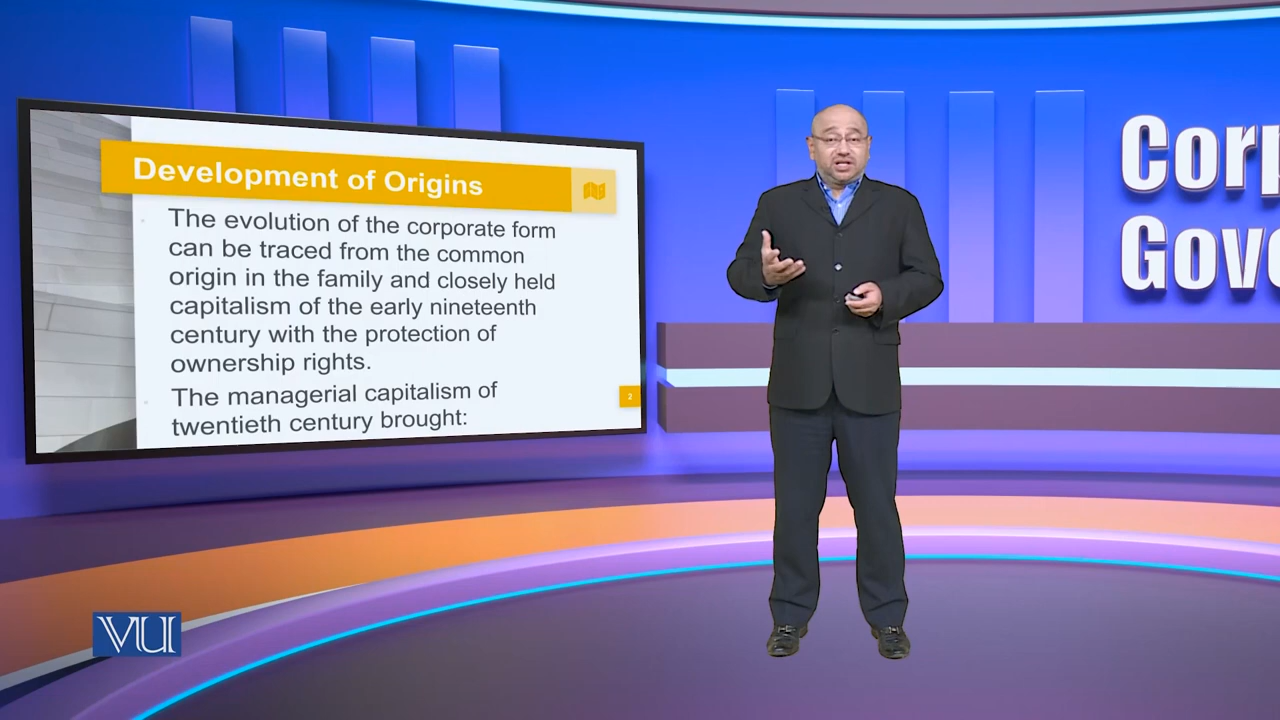 Development of Origins
The evolution of the corporate form
can be traced from the common
origin in the family and closely held
capitalism of the early nineteenth
century with the protection of
ownership rights.
The managerial capitalism of
twentieth century brought:
2
Corp
Gove
VU